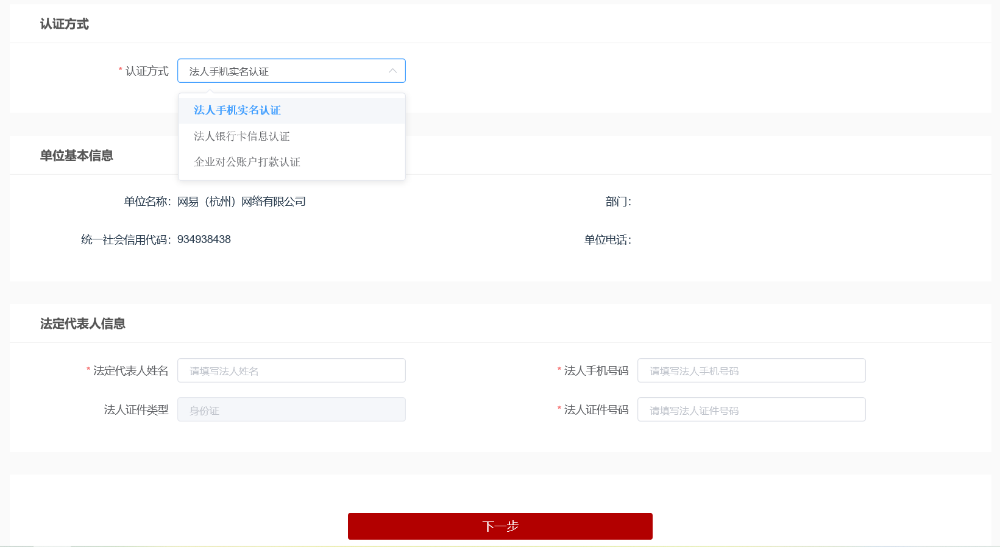 认证方式
* 认证方式 法人手机实名认证
法人手机实名认证
法人银行卡信息认证
企业对公账户打款认证
单位基本信息
单位名称： 网易（杭州）网络有限公司 部门：
统一社会信用代码： 934938438 单位电话：
法定代表人信息
* 法定代表人姓名 请填写法人姓名 * 法人手机号码 请填写法人手机号码
法人证件类型 身份证 * 法人证件号码 请填写法人证件号码
下一步